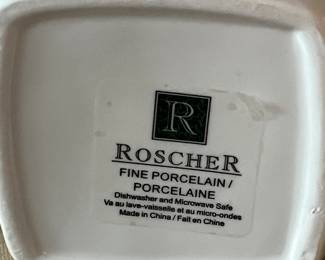 R
ROSCHER
FINE PORCELAIN /
PORCELAINE
Dishwasher and Microwave Safe
Va au lave-vaisselle et au micro-ondes
Made in China / Fait en Chine